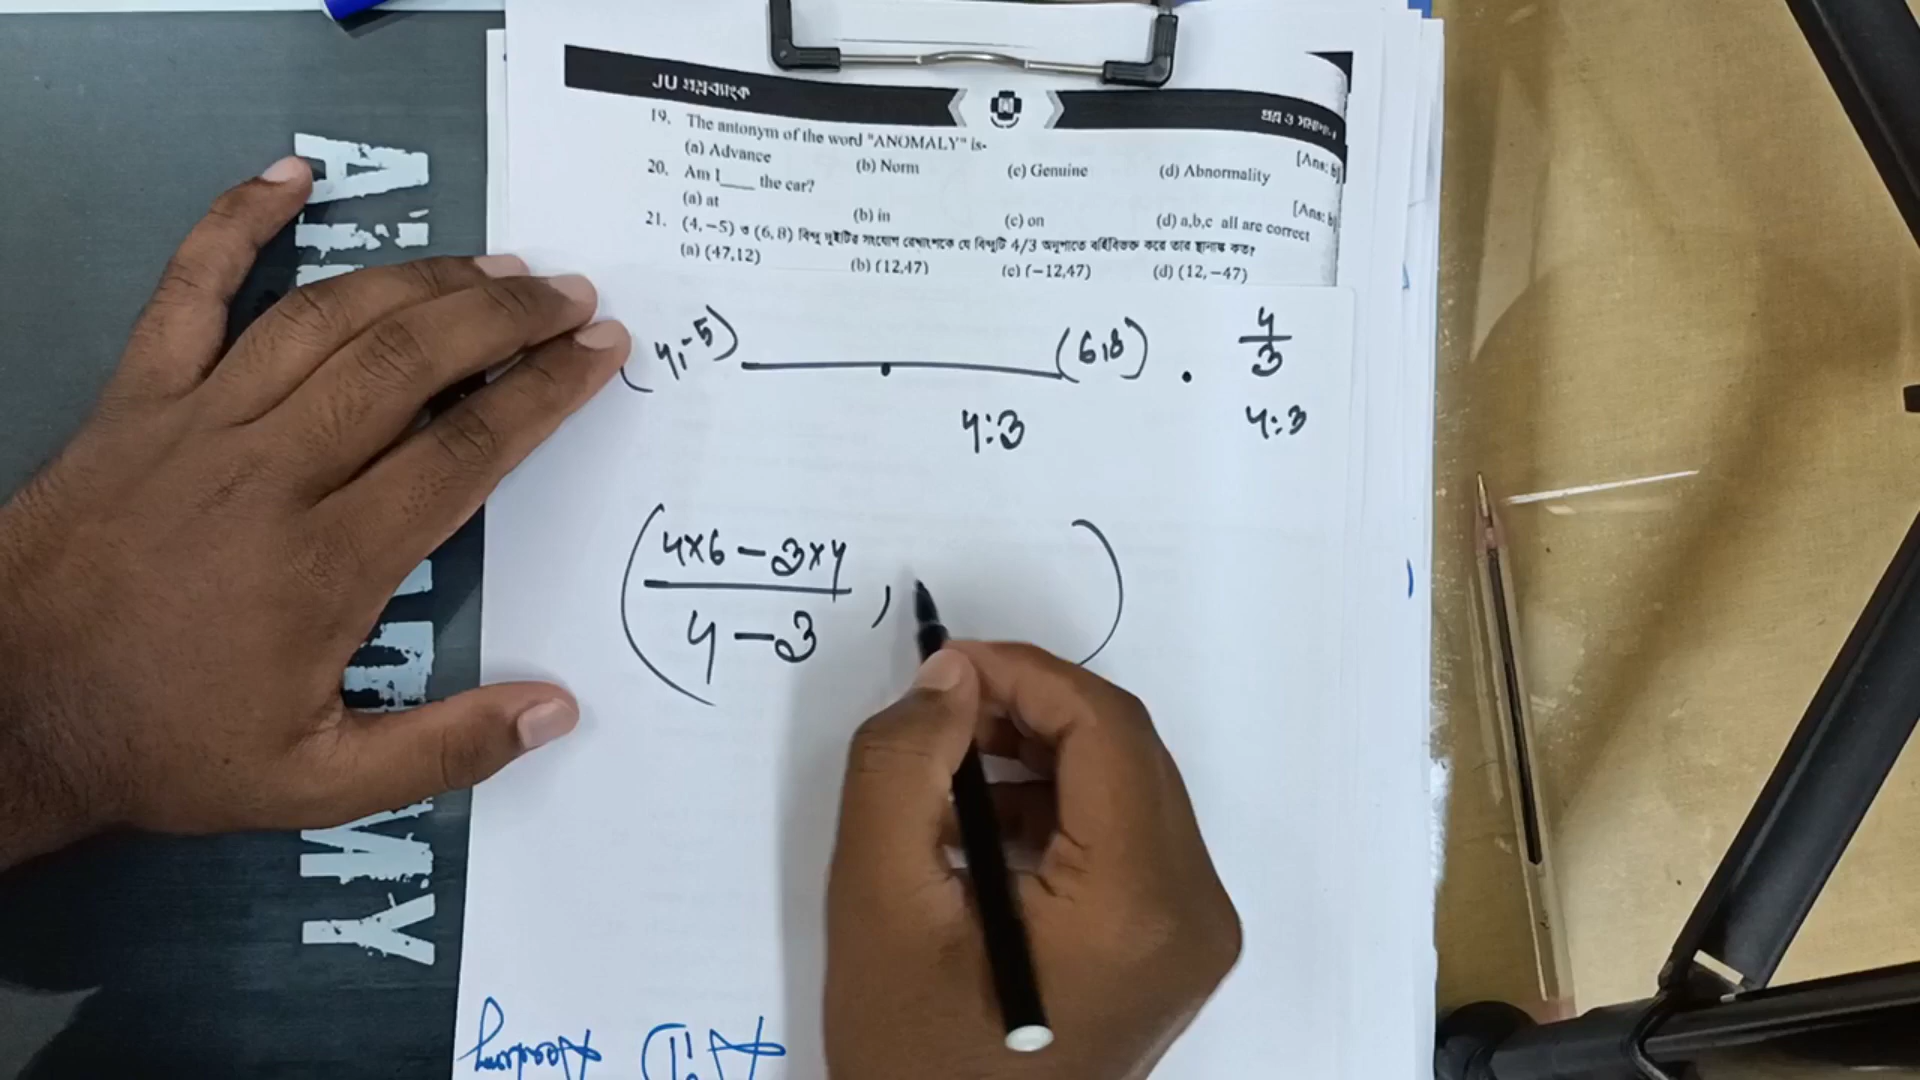 JU প্রশ্নব্যাংক
প্রশ্ন ও
19. The antonym of the word "ANOMALY" is-
[Ans: b]
(a) Advance (b) Norm (c) Genuine (d) Abnormality
20. Am I____ the car?
[Ans: b]
(a) at (b) in (c) on (d) a,b,c all are correct
21. (4, −5) ও (6, 8) বিন্দু দুইটির সংযোগ রেখাংশকে যে বিন্দুটি 4/3 অনুপাতে বহির্বিভক্ত করে তার স্থানাঙ্ক কত?
(a) (47,12) (b) (12,47) (c) (−12,47) (d) (12, −47)
(4,-5) (6,8) . 4/3
4:3 4:3
(4×6 − 3×4 / 4 − 3 , )